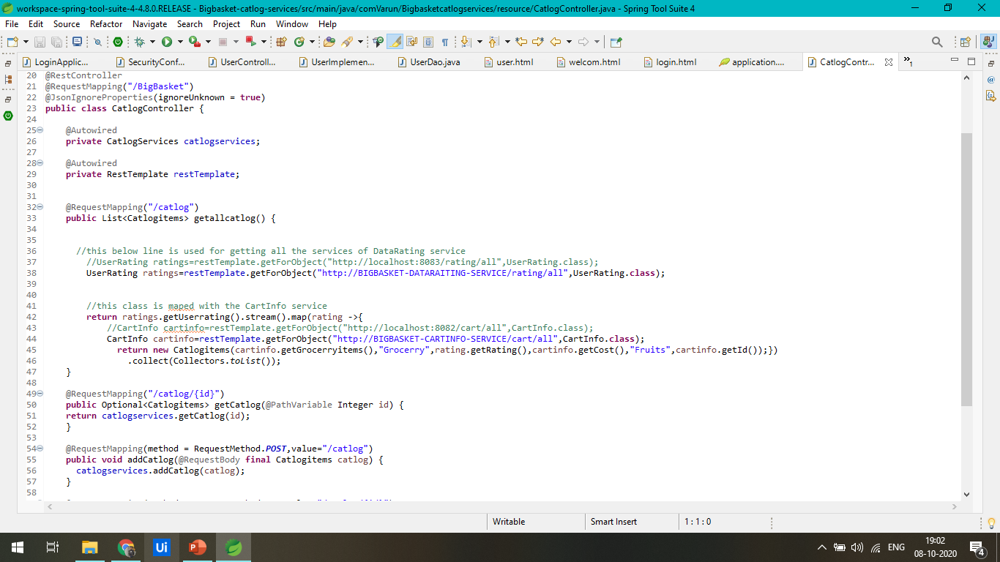 workspace-spring-tool-suite-4-4.8.0.RELEASE - Bigbasket-catlog-services/src/main/java/comVarun/Bigbasketcatlogservices/resource/CatlogController.java - Spring Tool Suite 4
File Edit Source Refactor Navigate Search Project Run Window Help
LoginApplic... SecurityConf... UserControll... UserImplemen... UserDao.java user.html welcom.html login.html application.... CatlogContr... »1
20 @RestController
21 @RequestMapping("/BigBasket")
22 @JsonIgnoreProperties(ignoreUnknown = true)
23 public class CatlogController {
24
25 @Autowired
26 private CatlogServices catlogservices;
27
28 @Autowired
29 private RestTemplate restTemplate;
30
31
32 @RequestMapping("/catlog")
33 public List<Catlogitems> getallcatlog() {
34
35
36 //this below line is used for getting all the services of DataRating service
37 //UserRating ratings=restTemplate.getForObject("http://localhost:8083/rating/all",UserRating.class);
38 UserRating ratings=restTemplate.getForObject("http://BIGBASKET-DATARAITING-SERVICE/rating/all",UserRating.class);
39
40
41 //this class is maped with the CartInfo service
42 return ratings.getUserrating().stream().map(rating ->{
43 //CartInfo cartinfo=restTemplate.getForObject("http://localhost:8082/cart/all",CartInfo.class);
44 CartInfo cartinfo=restTemplate.getForObject("http://BIGBASKET-CARTINFO-SERVICE/cart/all",CartInfo.class);
45 return new Catlogitems(cartinfo.getGrocerryitems(),"Grocerry",rating.getRating(),cartinfo.getCost(),"Fruits",cartinfo.getId());})
46 .collect(Collectors.toList());
47 }
48
49 @RequestMapping("/catlog/{id}")
50 public Optional<Catlogitems> getCatlog(@PathVariable Integer id) {
51 return catlogservices.getCatlog(id);
52 }
53
54 @RequestMapping(method = RequestMethod.POST,value="/catlog")
55 public void addCatlog(@RequestBody final Catlogitems catlog) {
56 catlogservices.addCatlog(catlog);
57 }
58
Writable Smart Insert 1 : 1 : 0
Ui
ENG
19:02
08-10-2020
4